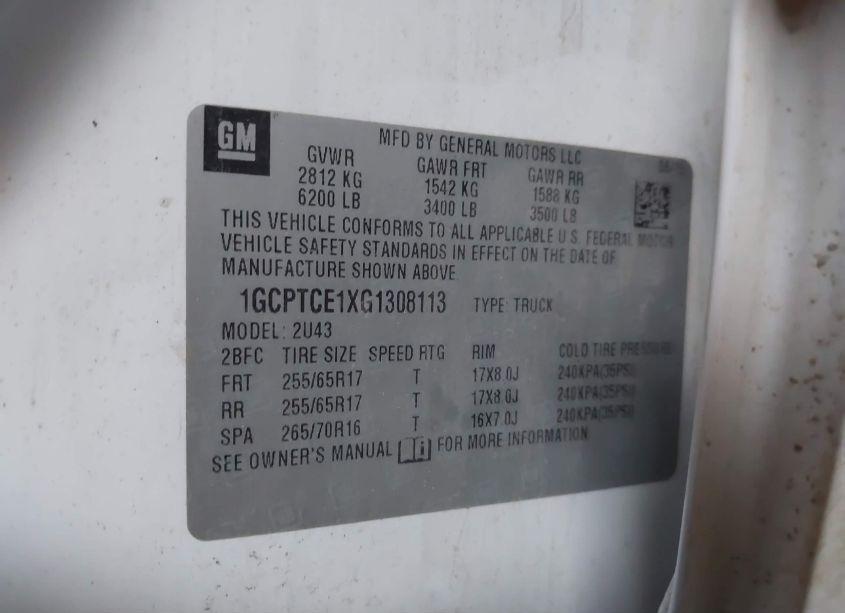 GM
MFD BY GENERAL MOTORS LLC
GVWR GAWR FRT GAWR RR
2812 KG 1542 KG 1588 KG
6200 LB 3400 LB 3500 LB
THIS VEHICLE CONFORMS TO ALL APPLICABLE U.S. FEDERAL MOTOR
VEHICLE SAFETY STANDARDS IN EFFECT ON THE DATE OF
MANUFACTURE SHOWN ABOVE.
1GCPTCE1XG1308113 TYPE: TRUCK
MODEL: 2U43
2BFC TIRE SIZE SPEED RTG RIM COLD TIRE PRESSURE
FRT 255/65R17 T 17X8.0J 240KPA(35PSI)
RR 255/65R17 T 17X8.0J 240KPA(35PSI)
SPA 265/70R16 T 16X7.0J 240KPA(35PSI)
SEE OWNER'S MANUAL FOR MORE INFORMATION